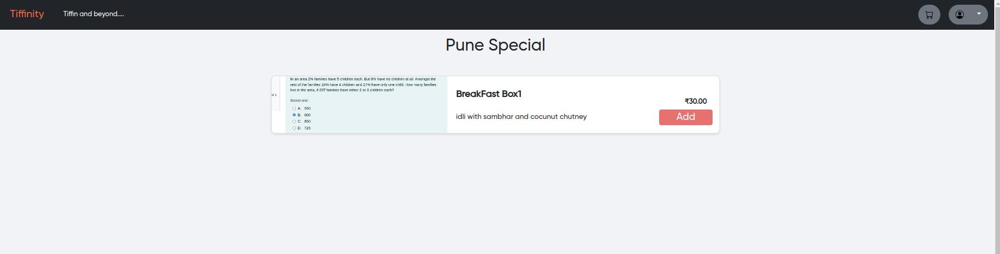 Tiffinity
Tiffin and beyond....
Pune Special
of 1
In an area 2% families have 5 children each. But 8% have no children at all. Amongst the
rest of the families 18% have 4 children and 27% have only one child. How many families
live in the area, if 297 families have either 2 or 3 children each?
Select one:
A. 550
B. 600
C. 850
D. 725
BreakFast Box1
₹30.00
idli with sambhar and cocunut chutney
Add